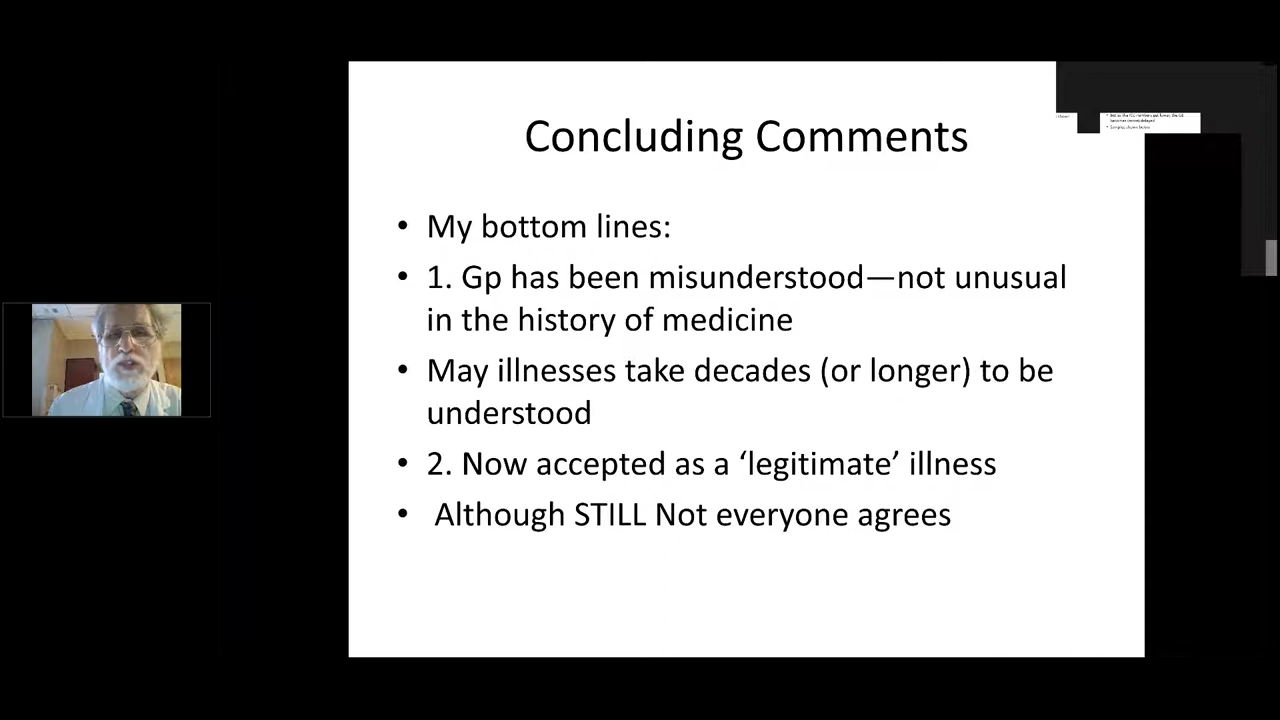 Concluding Comments
• My bottom lines:
• 1. Gp has been misunderstood—not unusual
in the history of medicine
• May illnesses take decades (or longer) to be
understood
• 2. Now accepted as a ‘legitimate’ illness
• Although STILL Not everyone agrees